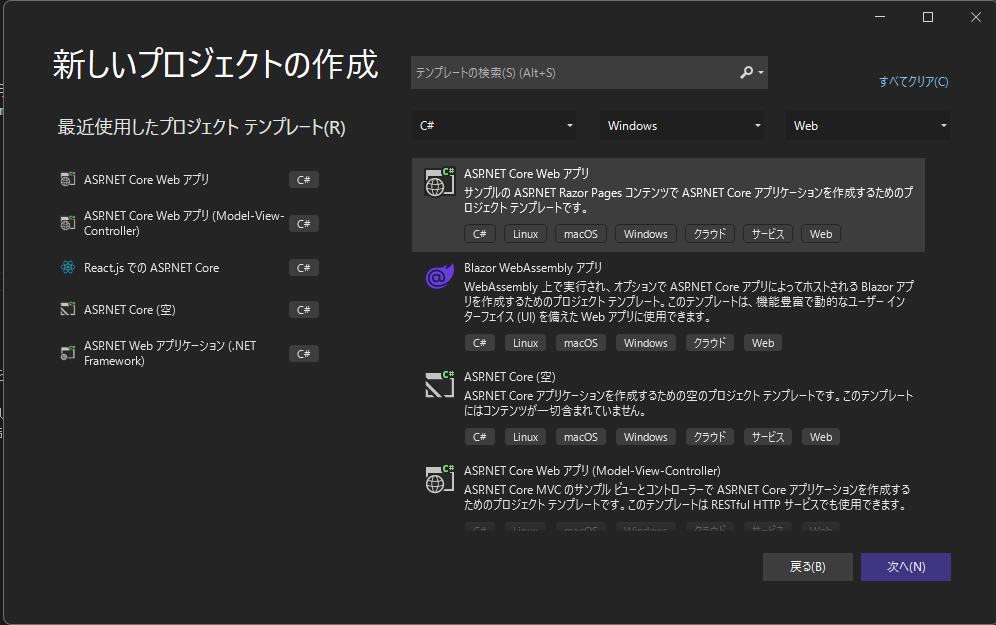 新しいプロジェクトの作成
テンプレートの検索(S) (Alt+S)
すべてクリア(C)
最近使用したプロジェクト テンプレート(R)
C#
Windows
Web
ASP.NET Core Web アプリ
C#
ASP.NET Core Web アプリ (Model-View-
Controller)
C#
React.js での ASP.NET Core
C#
ASP.NET Core (空)
C#
ASP.NET Web アプリケーション (.NET
Framework)
C#
ASP.NET Core Web アプリ
サンプルの ASP.NET Razor Pages コンテンツで ASP.NET Core アプリケーションを作成するためのプ
ロジェクト テンプレートです。
C# Linux macOS Windows クラウド サービス Web
Blazor WebAssembly アプリ
WebAssembly 上で実行され、オプションで ASP.NET Core アプリによってホストされる Blazor アプ
リを作成するためのプロジェクト テンプレート。このテンプレートは、機能豊富で動的なユーザー イン
ターフェイス (UI) を備えた Web アプリに使用できます。
C# Linux macOS Windows クラウド Web
ASP.NET Core (空)
ASP.NET Core アプリケーションを作成するための空のプロジェクト テンプレートです。このテンプレート
にはコンテンツが一切含まれていません。
C# Linux macOS Windows クラウド サービス Web
ASP.NET Core Web アプリ (Model-View-Controller)
ASP.NET Core MVC のサンプル ビューとコントローラーで ASP.NET Core アプリケーションを作成する
ためのプロジェクト テンプレートです。このテンプレートは RESTful HTTP サービスでも使用できます。
C# Linux macOS Windows クラウド サービス Web
戻る(B)
次へ(N)